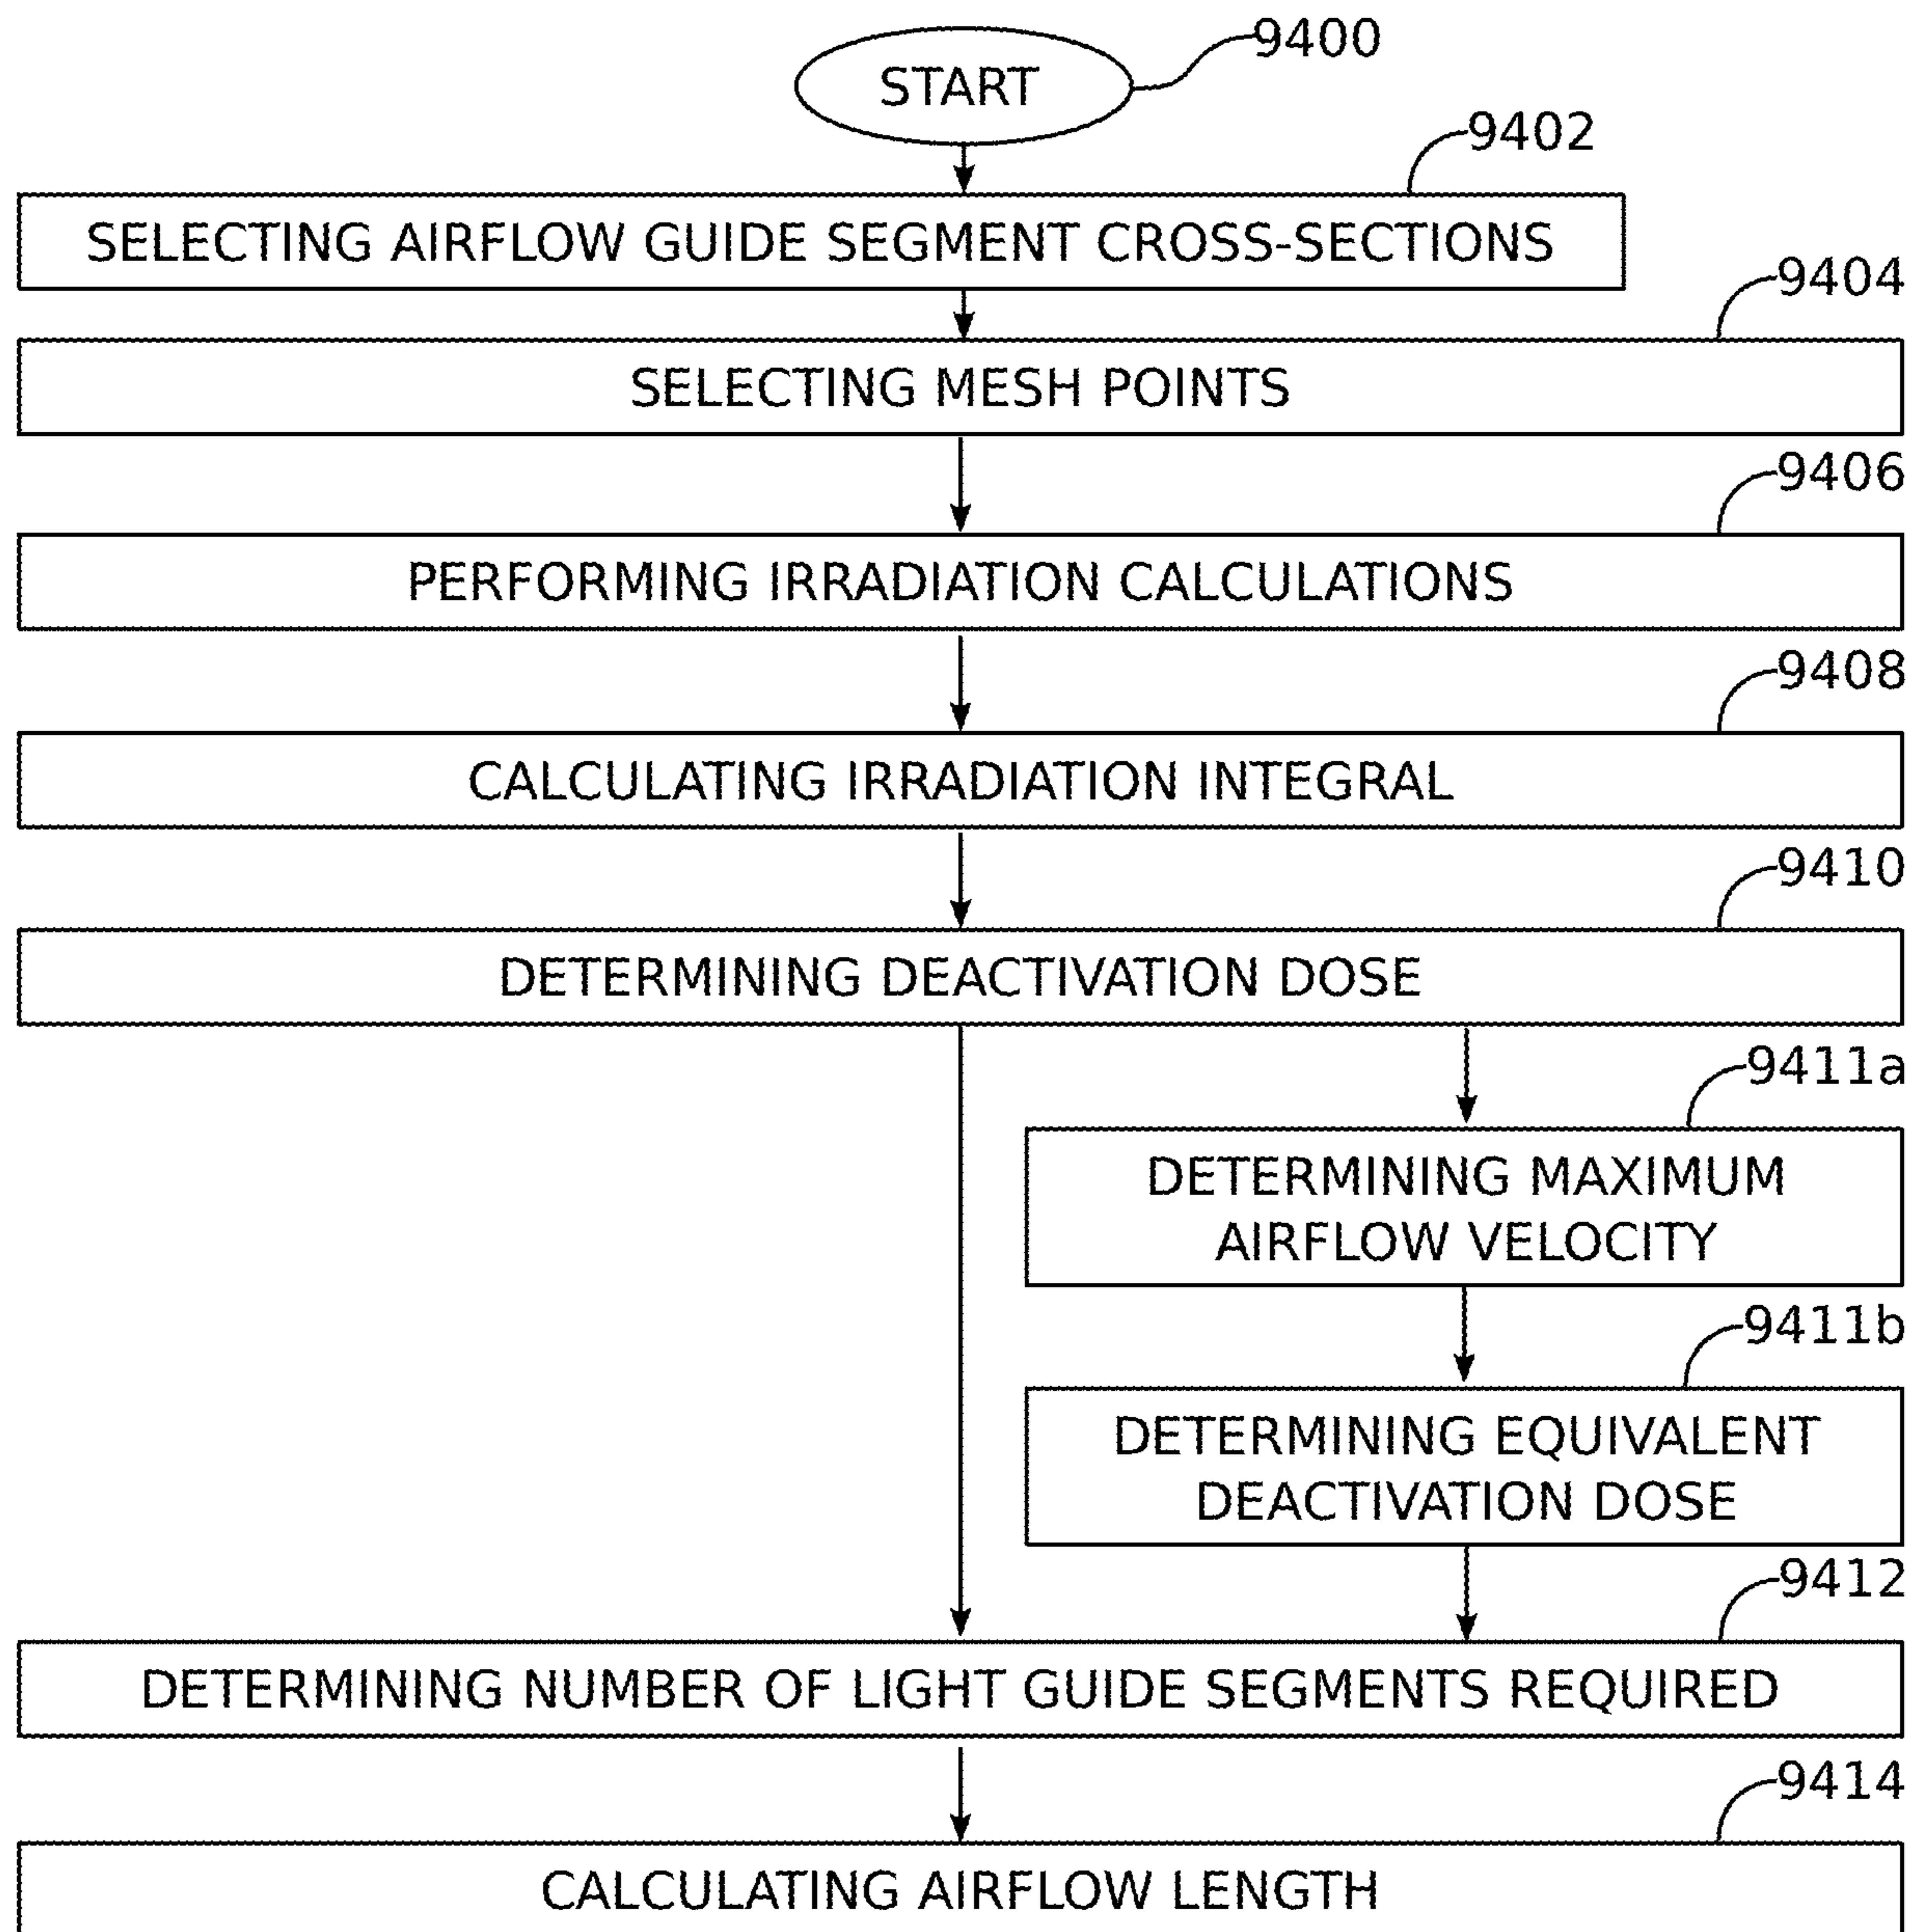 9400
START
9402
SELECTING AIRFLOW GUIDE SEGMENT CROSS-SECTIONS
9404
SELECTING MESH POINTS
9406
PERFORMING IRRADIATION CALCULATIONS
9408
CALCULATING IRRADIATION INTEGRAL
9410
DETERMINING DEACTIVATION DOSE
9411a
DETERMINING MAXIMUM
AIRFLOW VELOCITY
9411b
DETERMINING EQUIVALENT
DEACTIVATION DOSE
9412
DETERMINING NUMBER OF LIGHT GUIDE SEGMENTS REQUIRED
9414
CALCULATING AIRFLOW LENGTH